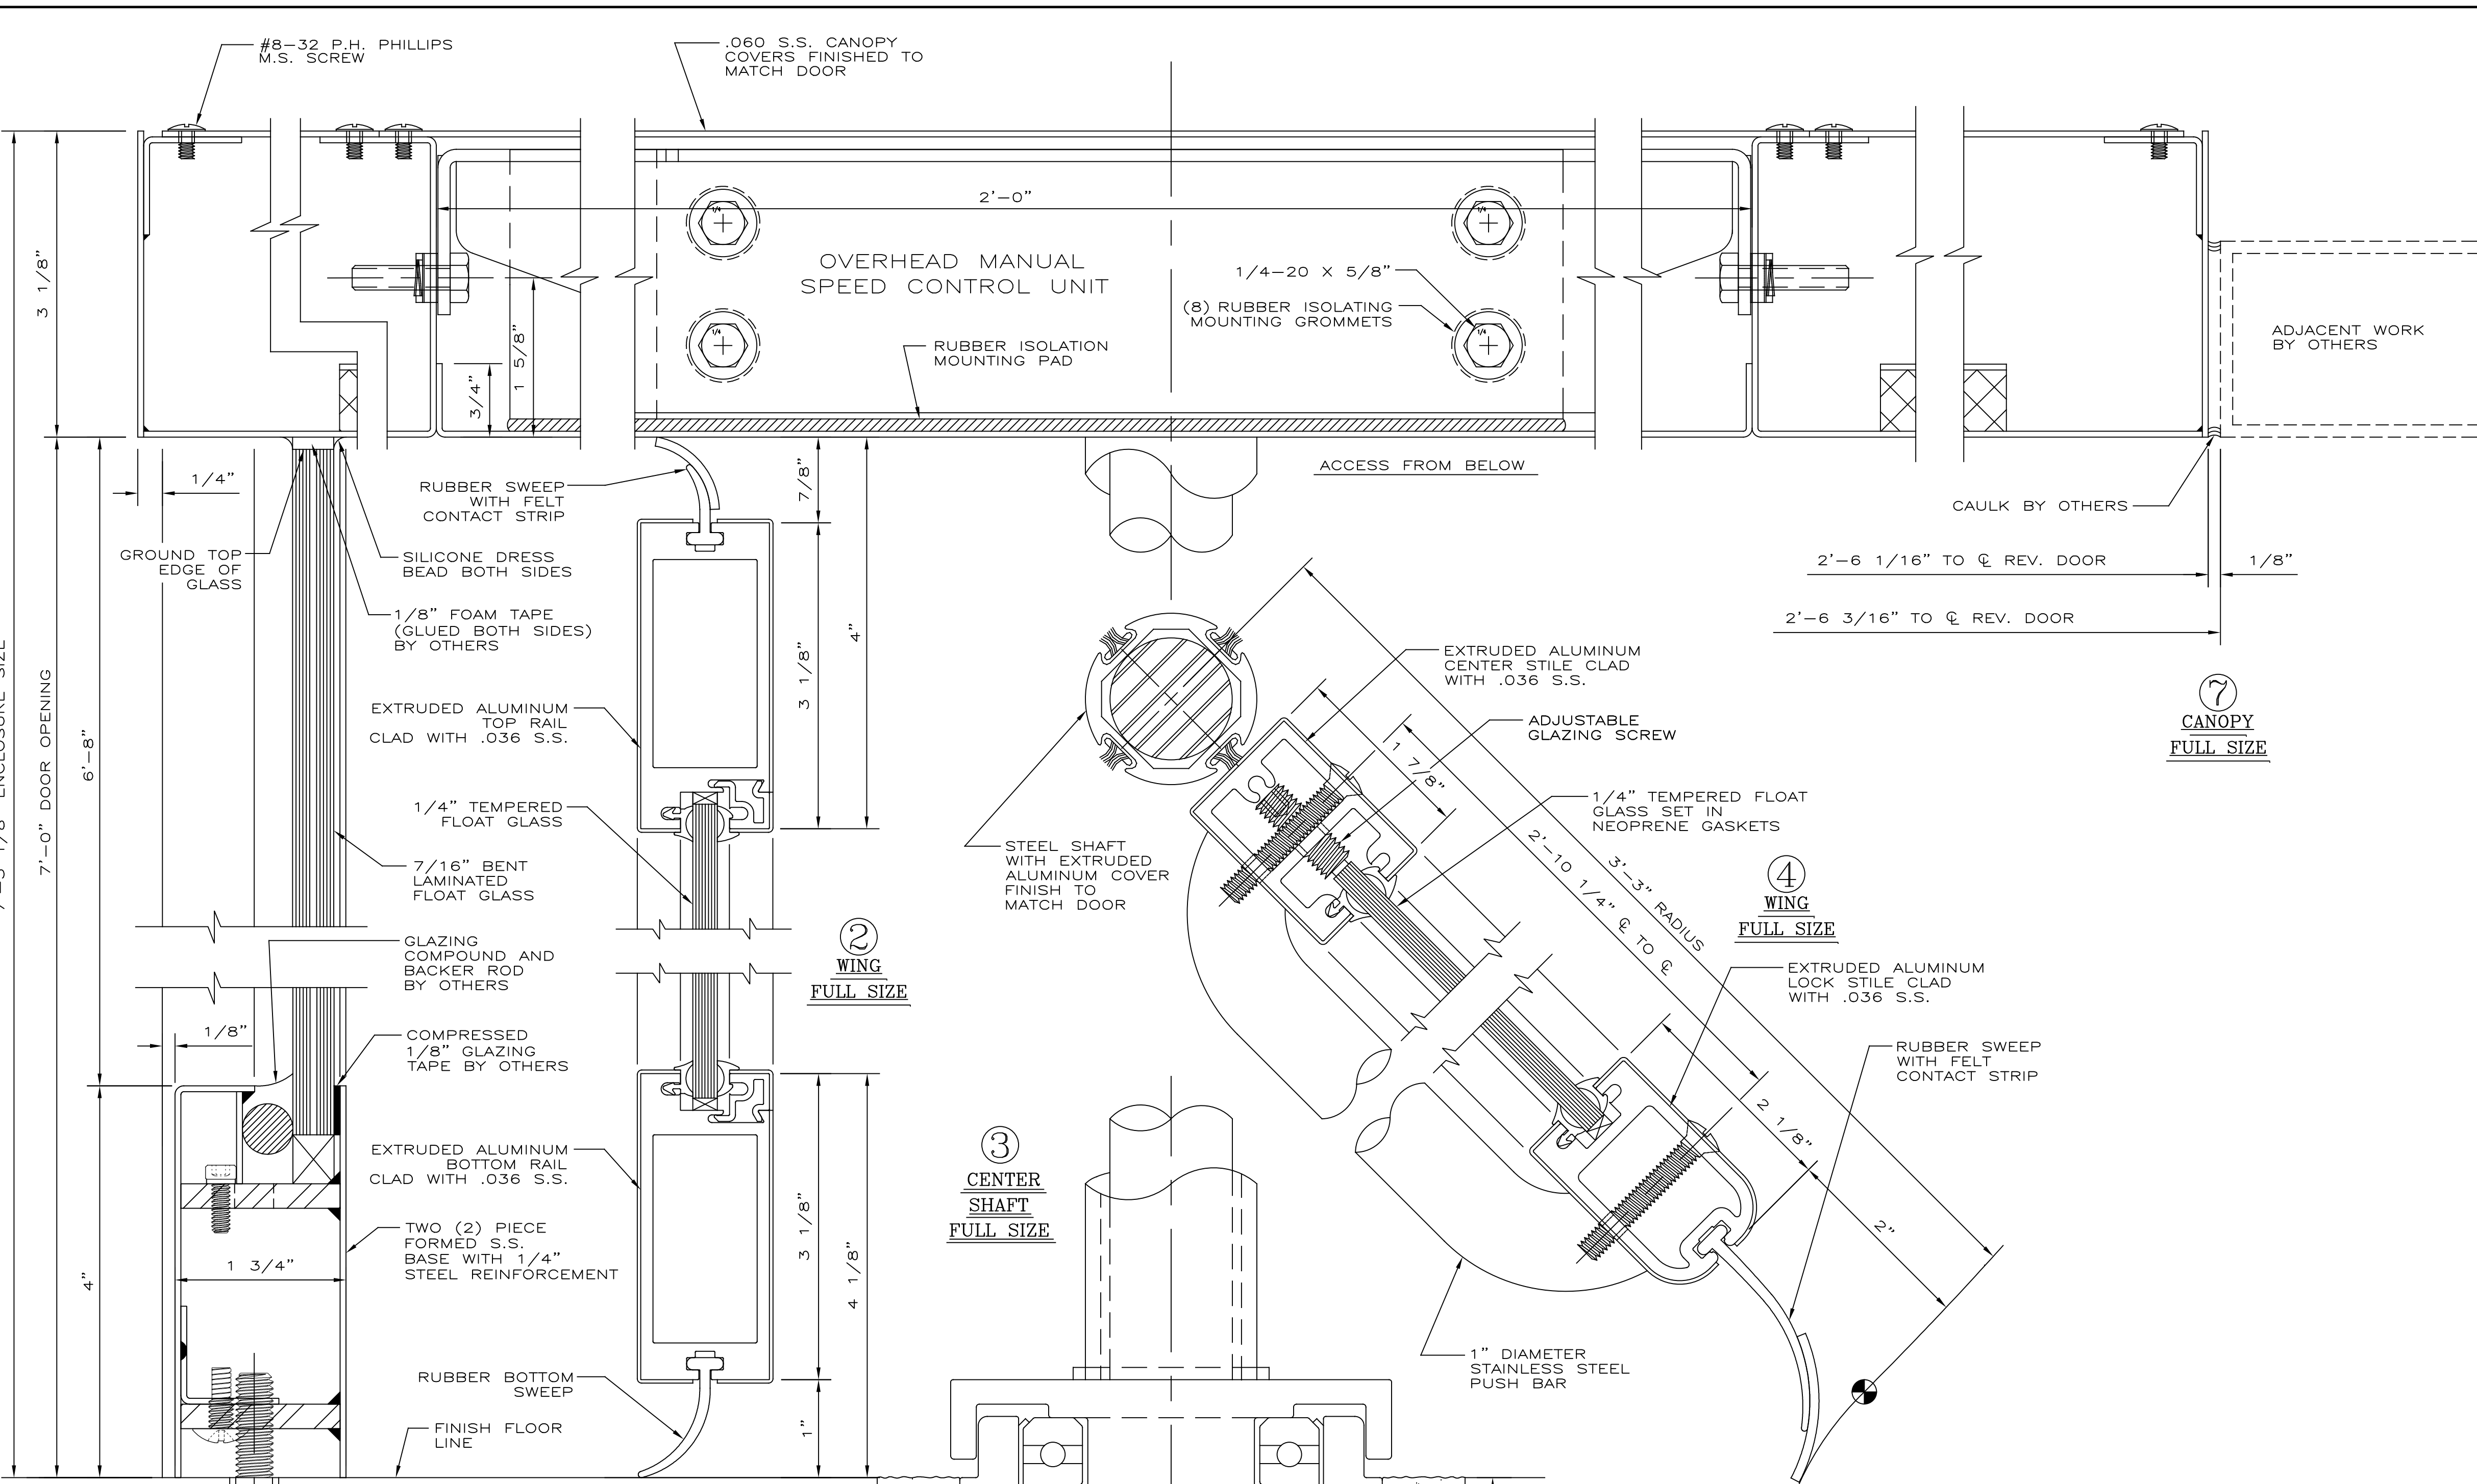 #8-32 P.H. PHILLIPS
M.S. SCREW
.060 S.S. CANOPY
COVERS FINISHED TO
MATCH DOOR
3 1/8"
2'-0"
1/4
1/4
1/4
1/4
OVERHEAD MANUAL
SPEED CONTROL UNIT
1/4-20 X 5/8"
(8) RUBBER ISOLATING
MOUNTING GROMMETS
RUBBER ISOLATION
MOUNTING PAD
3/4"
1 5/8"
ADJACENT WORK
BY OTHERS
ACCESS FROM BELOW
CAULK BY OTHERS
2'-6 1/16" TO ℄ REV. DOOR
1/8"
2'-6 3/16" TO ℄ REV. DOOR
1/4"
RUBBER SWEEP
WITH FELT
CONTACT STRIP
7/8"
GROUND TOP
EDGE OF
GLASS
SILICONE DRESS
BEAD BOTH SIDES
1/8" FOAM TAPE
(GLUED BOTH SIDES)
BY OTHERS
3 1/8"
4"
ENCLOSURE SIZE
7'-0" DOOR OPENING
6'-8"
EXTRUDED ALUMINUM
TOP RAIL
CLAD WITH .036 S.S.
1/4" TEMPERED
FLOAT GLASS
7/16" BENT
LAMINATED
FLOAT GLASS
GLAZING
COMPOUND AND
BACKER ROD
BY OTHERS
2
WING
FULL SIZE
1/8"
COMPRESSED
1/8" GLAZING
TAPE BY OTHERS
EXTRUDED ALUMINUM
BOTTOM RAIL
CLAD WITH .036 S.S.
TWO (2) PIECE
FORMED S.S.
BASE WITH 1/4"
STEEL REINFORCEMENT
1 3/4"
4"
3 1/8"
4 1/8"
1"
RUBBER BOTTOM
SWEEP
FINISH FLOOR
LINE
3
CENTER
SHAFT
FULL SIZE
STEEL SHAFT
WITH EXTRUDED
ALUMINUM COVER
FINISH TO
MATCH DOOR
EXTRUDED ALUMINUM
CENTER STILE CLAD
WITH .036 S.S.
ADJUSTABLE
GLAZING SCREW
1 7/8"
1/4" TEMPERED FLOAT
GLASS SET IN
NEOPRENE GASKETS
2'-10 1/4" ℄ TO ℄
3'-3" RADIUS
4
WING
FULL SIZE
7
CANOPY
FULL SIZE
EXTRUDED ALUMINUM
LOCK STILE CLAD
WITH .036 S.S.
RUBBER SWEEP
WITH FELT
CONTACT STRIP
2 1/8"
2"
1" DIAMETER
STAINLESS STEEL
PUSH BAR